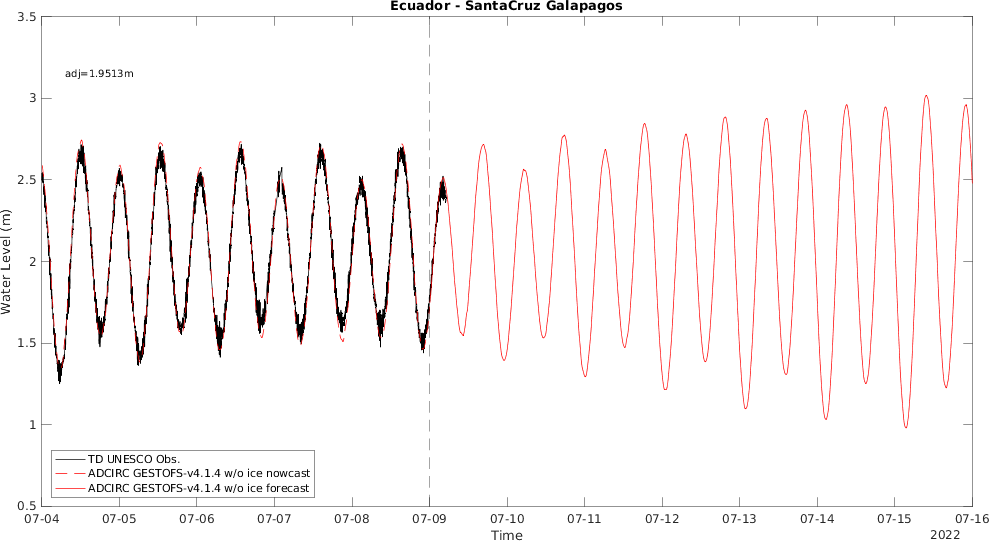 Ecuador - SantaCruz Galapagos
3.5
3
2.5
2
1.5
1
0.5
Water Level (m)
adj=1.9513m
TD UNESCO Obs.
ADCIRC GESTOFS-v4.1.4 w/o ice nowcast
ADCIRC GESTOFS-v4.1.4 w/o ice forecast
07-04 07-05 07-06 07-07 07-08 07-09 07-10 07-11 07-12 07-13 07-14 07-15 07-16
Time
2022